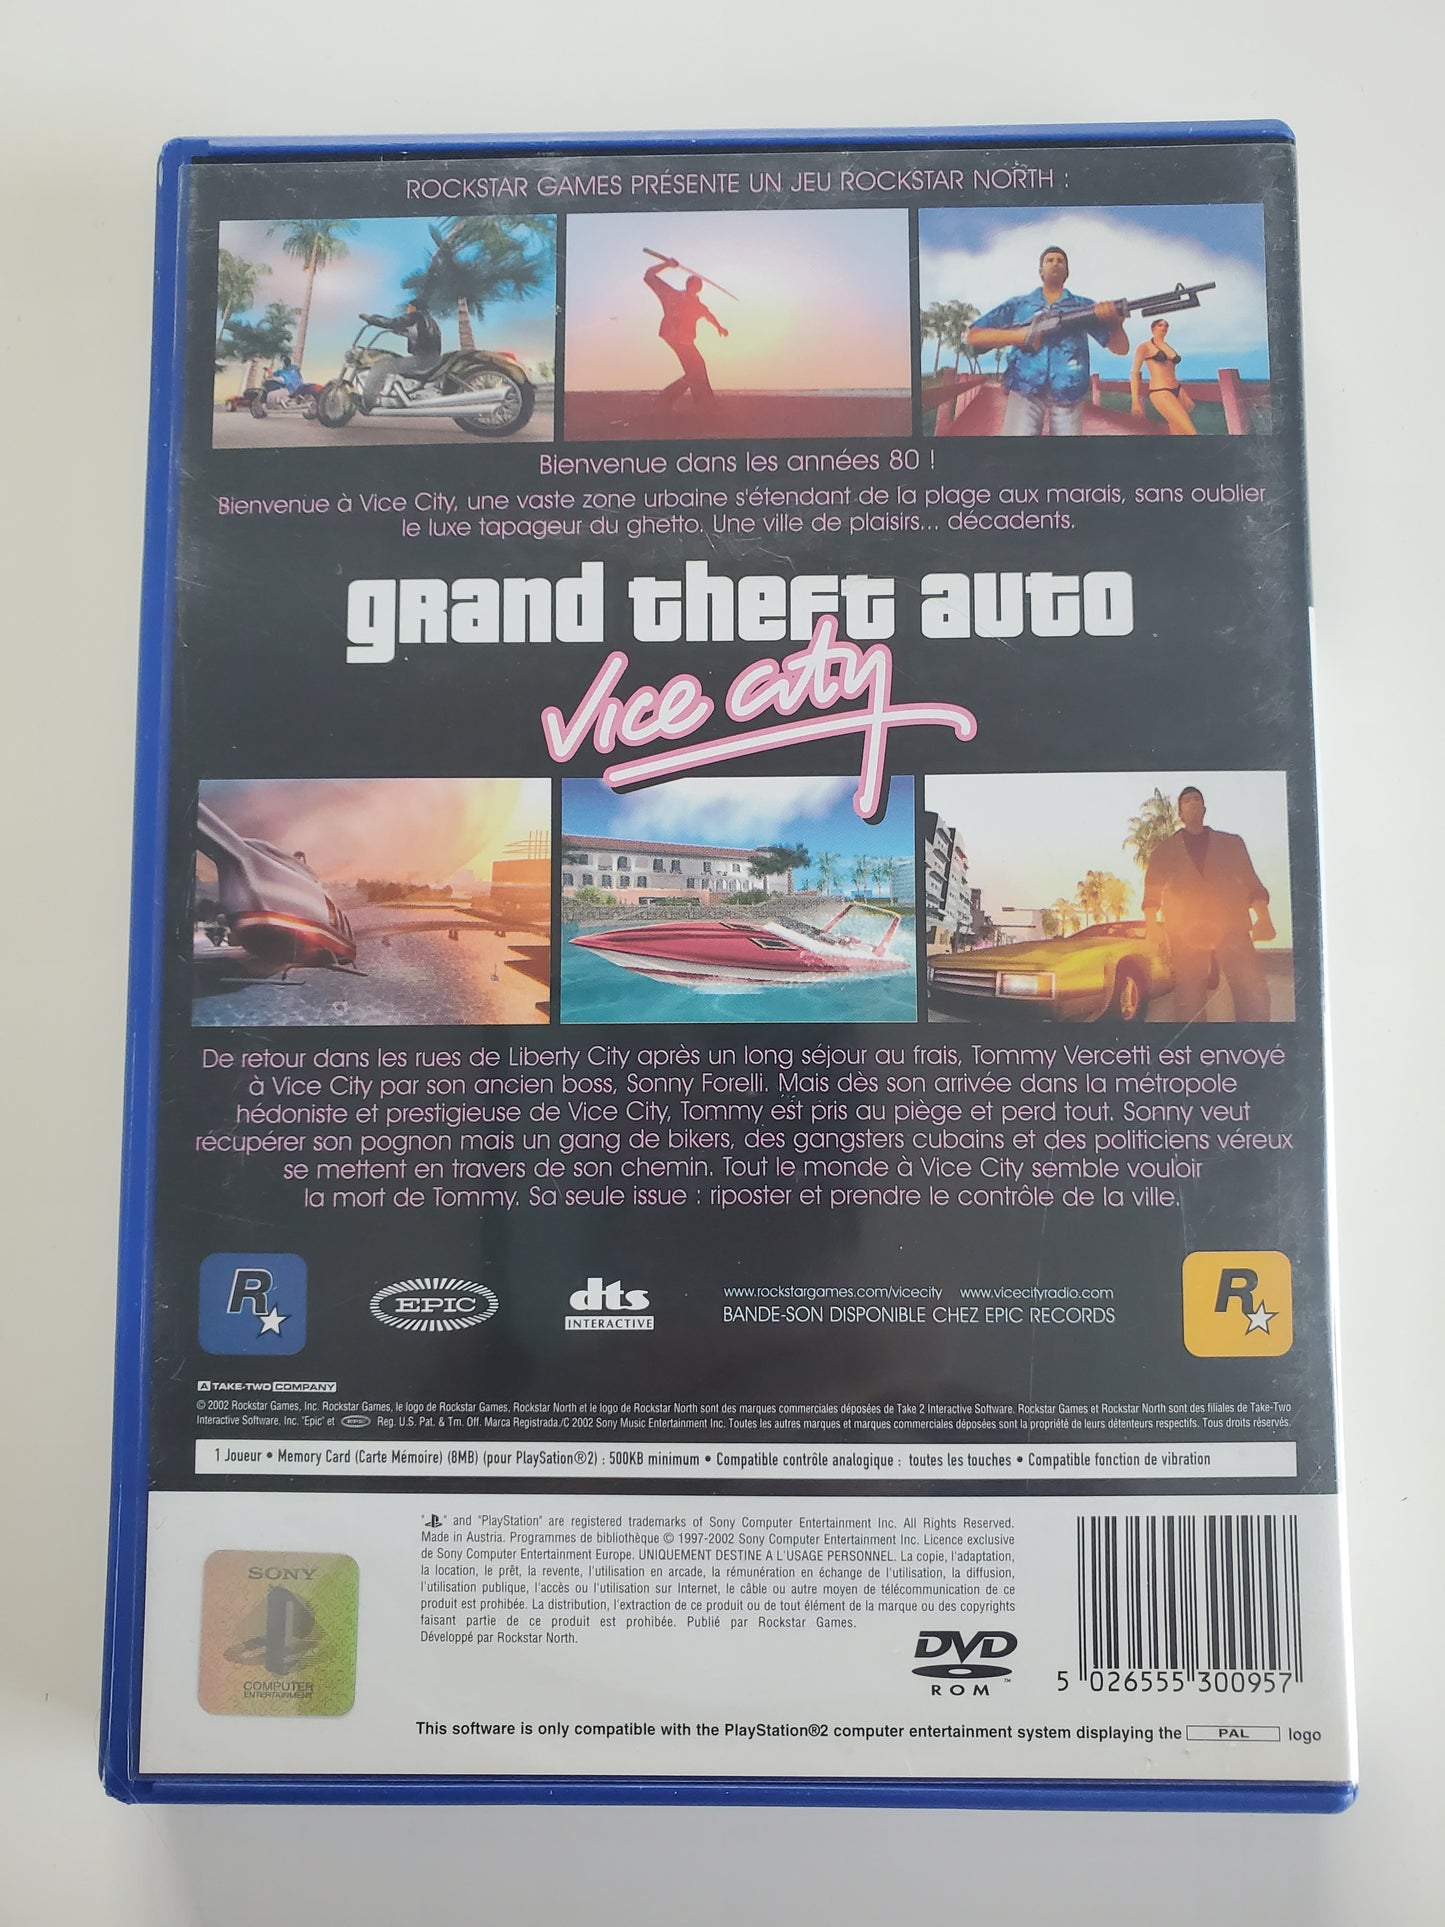 ROCKSTAR GAMES PRÉSENTE UN JEU ROCKSTAR NORTH :
Bienvenue dans les années 80 !
Bienvenue à Vice City, une vaste zone urbaine s'étendant de la plage aux marais, sans oublier
le luxe tapageur du ghetto. Une ville de plaisirs... décadents.
grand theft auto
Vice City
De retour dans les rues de Liberty City après un long séjour au frais, Tommy Vercetti est envoyé
à Vice City par son ancien boss, Sonny Forelli. Mais dès son arrivée dans la métropole
hédoniste et prestigieuse de Vice City, Tommy est pris au piège et perd tout. Sonny veut
récupérer son pognon mais un gang de bikers, des gangsters cubains et des politiciens véreux
se mettent en travers de son chemin. Tout le monde à Vice City semble vouloir
la mort de Tommy. Sa seule issue : riposter et prendre le contrôle de la ville.
R
EPIC
dts
INTERACTIVE
www.rockstargames.com/vicecity www.vicecityradio.com
BANDE-SON DISPONIBLE CHEZ EPIC RECORDS
R
A TAKE-TWO COMPANY
© 2002 Rockstar Games, Inc. Rockstar Games, le logo de Rockstar Games, Rockstar North et le logo de Rockstar North sont des marques commerciales déposées de Take 2 Interactive Software. Rockstar Games et Rockstar North sont des filiales de Take-Two
Interactive Software, Inc. "Epic" et EPIC Reg. U.S. Pat. & Tm. Off. Marca Registrada./C 2002 Sony Music Entertainment Inc. Toutes les autres marques et marques commerciales déposées sont la propriété de leurs détenteurs respectifs. Tous droits réservés.
1 Joueur • Memory Card (Carte Mémoire) (8MB) (pour PlaySation®2) : 500KB minimum • Compatible contrôle analogique : toutes les touches • Compatible fonction de vibration
" " and "PlayStation" are registered trademarks of Sony Computer Entertainment Inc. All Rights Reserved.
Made in Austria. Programmes de bibliothèque © 1997-2002 Sony Computer Entertainment Inc. Licence exclusive
de Sony Computer Entertainment Europe. UNIQUEMENT DESTINE A L'USAGE PERSONNEL. La copie, l'adaptation,
la location, le prêt, la revente, l'utilisation en arcade, la rémunération en échange de l'utilisation, la diffusion,
l'utilisation publique, l'accès ou l'utilisation sur Internet, le câble ou autre moyen de télécommunication de ce
produit est prohibée. La distribution, l'extraction de ce produit ou de tout élément de la marque ou des copyrights
faisant partie de ce produit est prohibée. Publié par Rockstar Games.
Développé par Rockstar North.
SONY
COMPUTER
ENTERTAINMENT
DVD
ROM
5 026555 300957
This software is only compatible with the PlayStation®2 computer entertainment system displaying the PAL logo